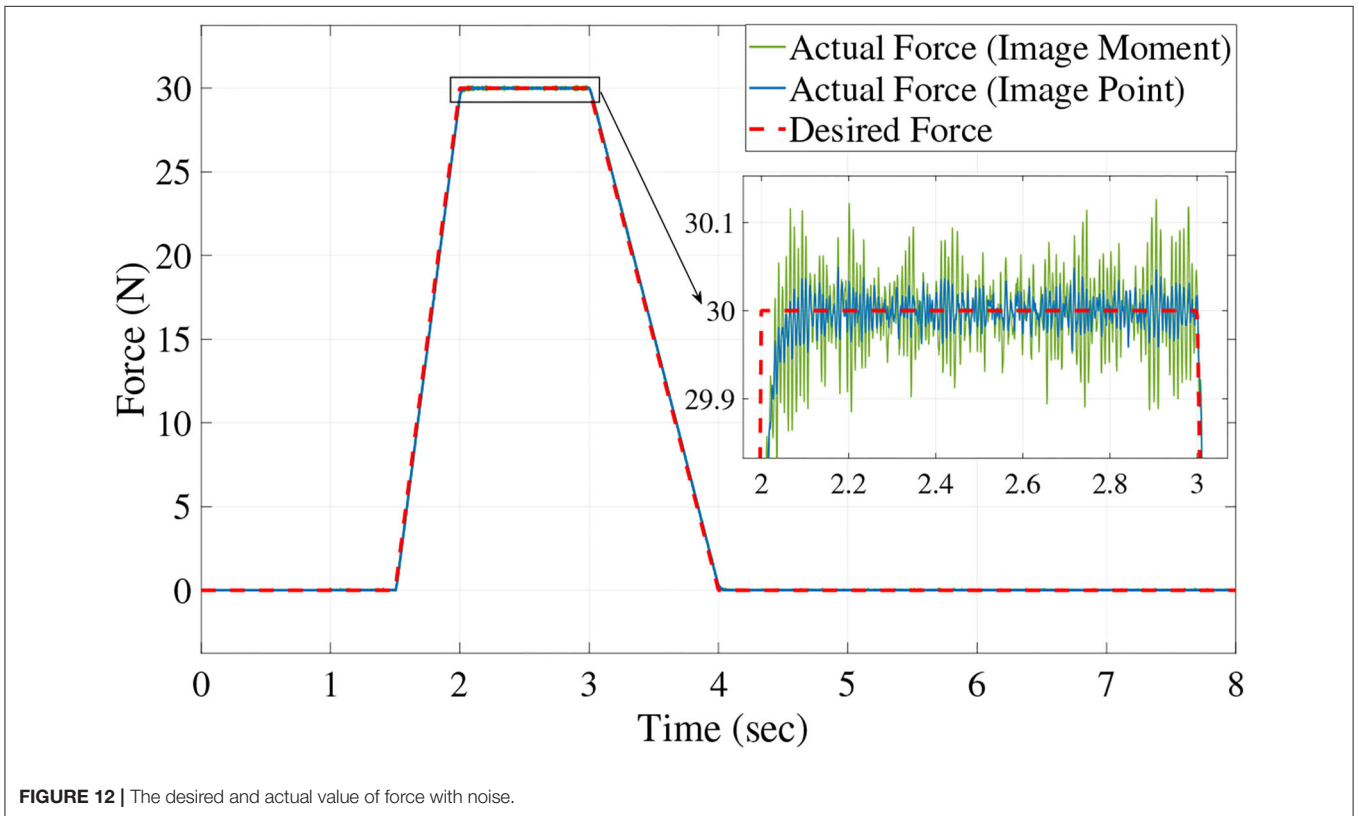 Actual Force (Image Moment)
Actual Force (Image Point)
Desired Force
30
25
20
15
10
5
0
Force (N)
30.1
30
29.9
2 2.2 2.4 2.6 2.8 3
0 1 2 3 4 5 6 7 8
Time (sec)
FIGURE 12 | The desired and actual value of force with noise.